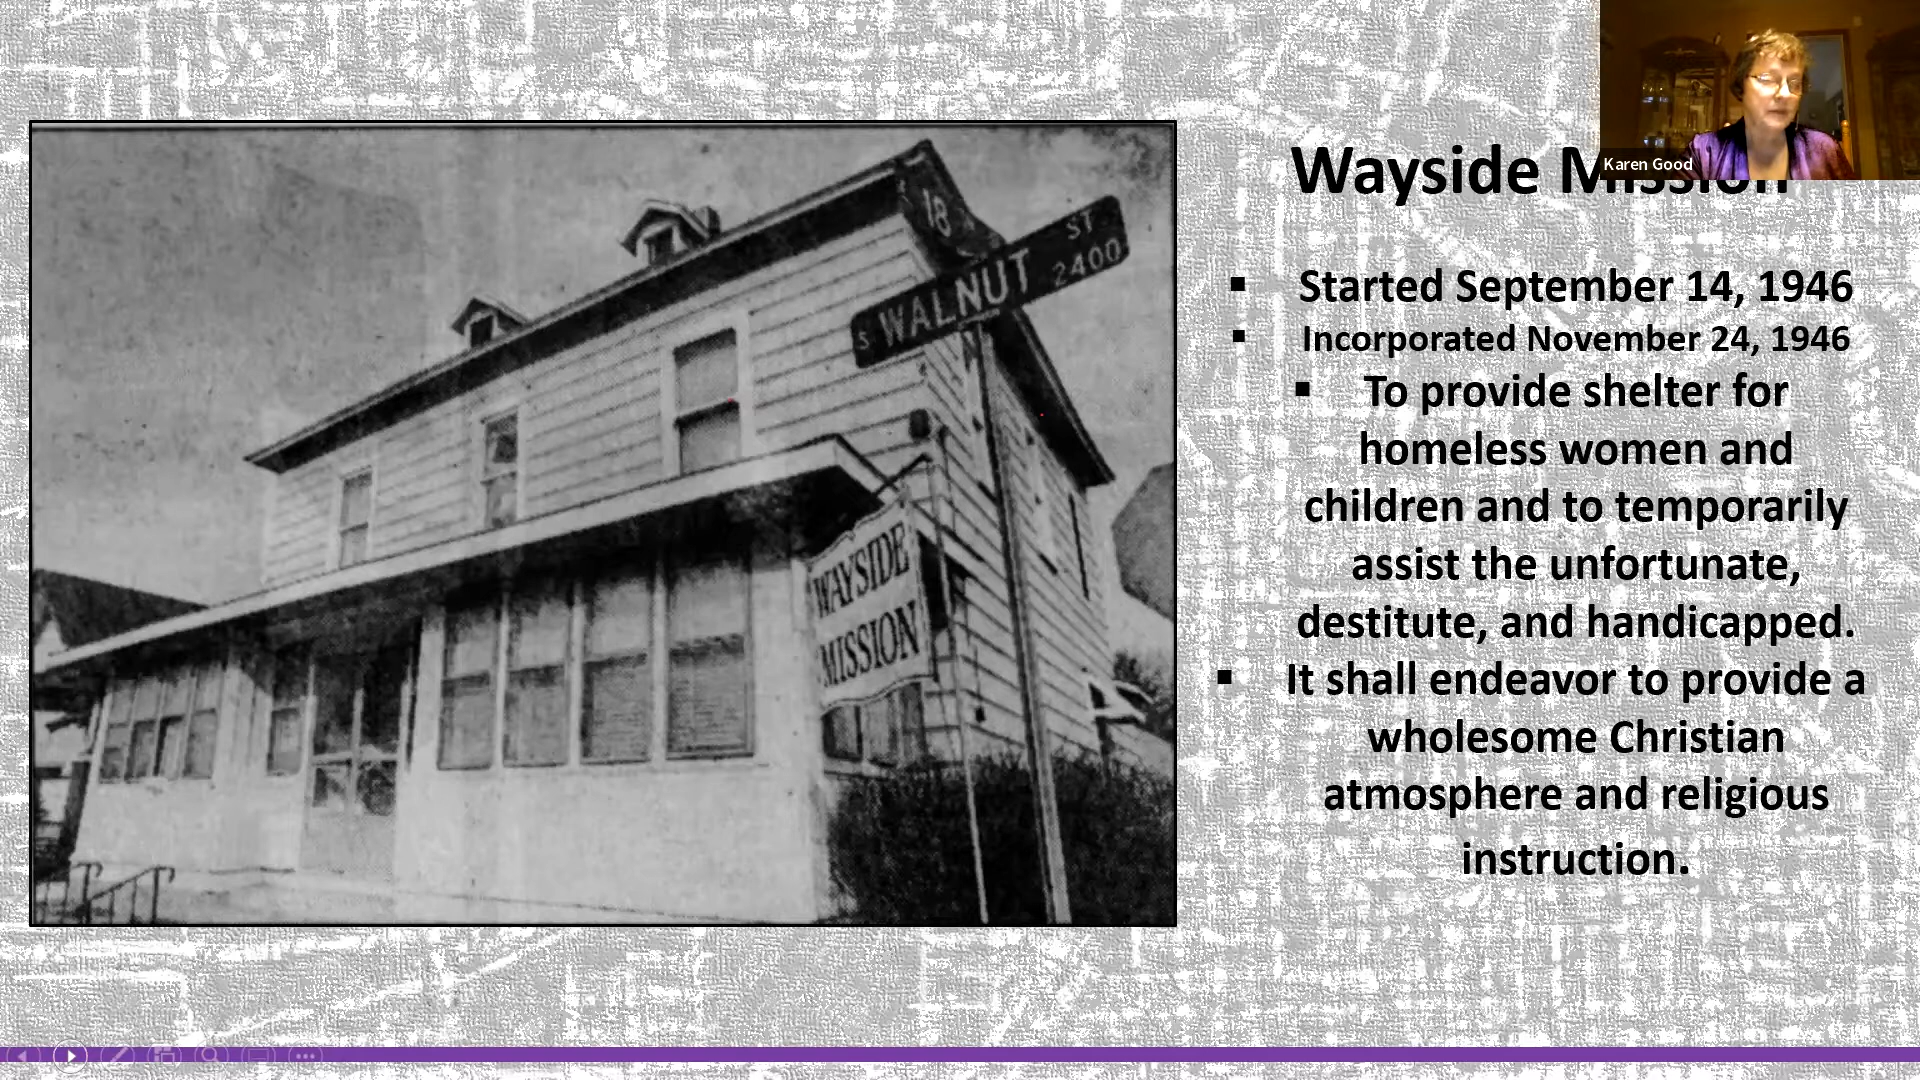 Karen Good
Wayside Mission
Started September 14, 1946
Incorporated November 24, 1946
To provide shelter for
homeless women and
children and to temporarily
assist the unfortunate,
destitute, and handicapped.
It shall endeavor to provide a
wholesome Christian
atmosphere and religious
instruction.
18
S WALNUT ST 2400
WAYSIDE
MISSION